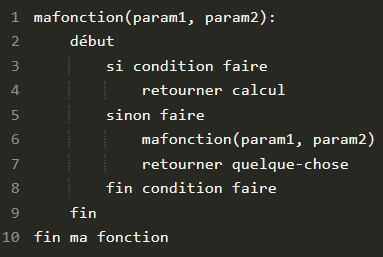 1 mafonction(param1, param2):
2 début
3 si condition faire
4 retourner calcul
5 sinon faire
6 mafonction(param1, param2)
7 retourner quelque-chose
8 fin condition faire
9 fin
10 fin ma fonction